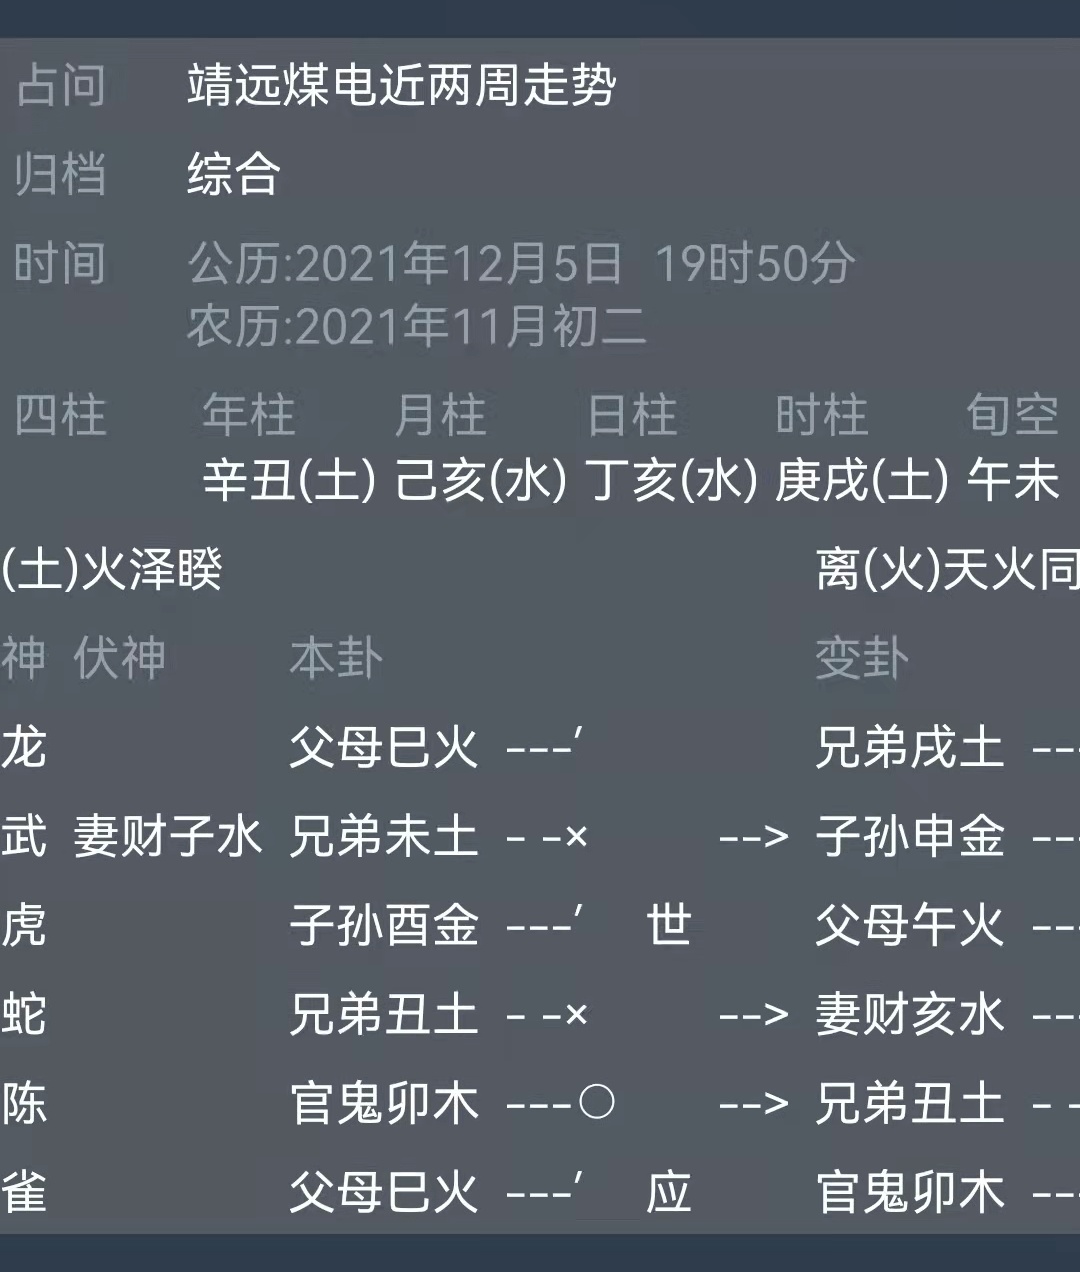 占问 靖远煤电近两周走势
归档 综合
时间 公历:2021年12月5日 19时50分
农历:2021年11月初二
四柱 年柱 月柱 日柱 时柱 旬空
辛丑(土) 己亥(水) 丁亥(水) 庚戌(土) 午未
(土)火泽睽 离(火)天火同
神 伏神 本卦 变卦
龙 父母巳火 ---′ 兄弟戌土 ---
武 妻财子水 兄弟未土 - -× --> 子孙申金 ---
虎 子孙酉金 ---′ 世 父母午火 ---
蛇 兄弟丑土 - -× --> 妻财亥水 ---
陈 官鬼卯木 ---○ --> 兄弟丑土 - -
雀 父母巳火 ---′ 应 官鬼卯木 ---